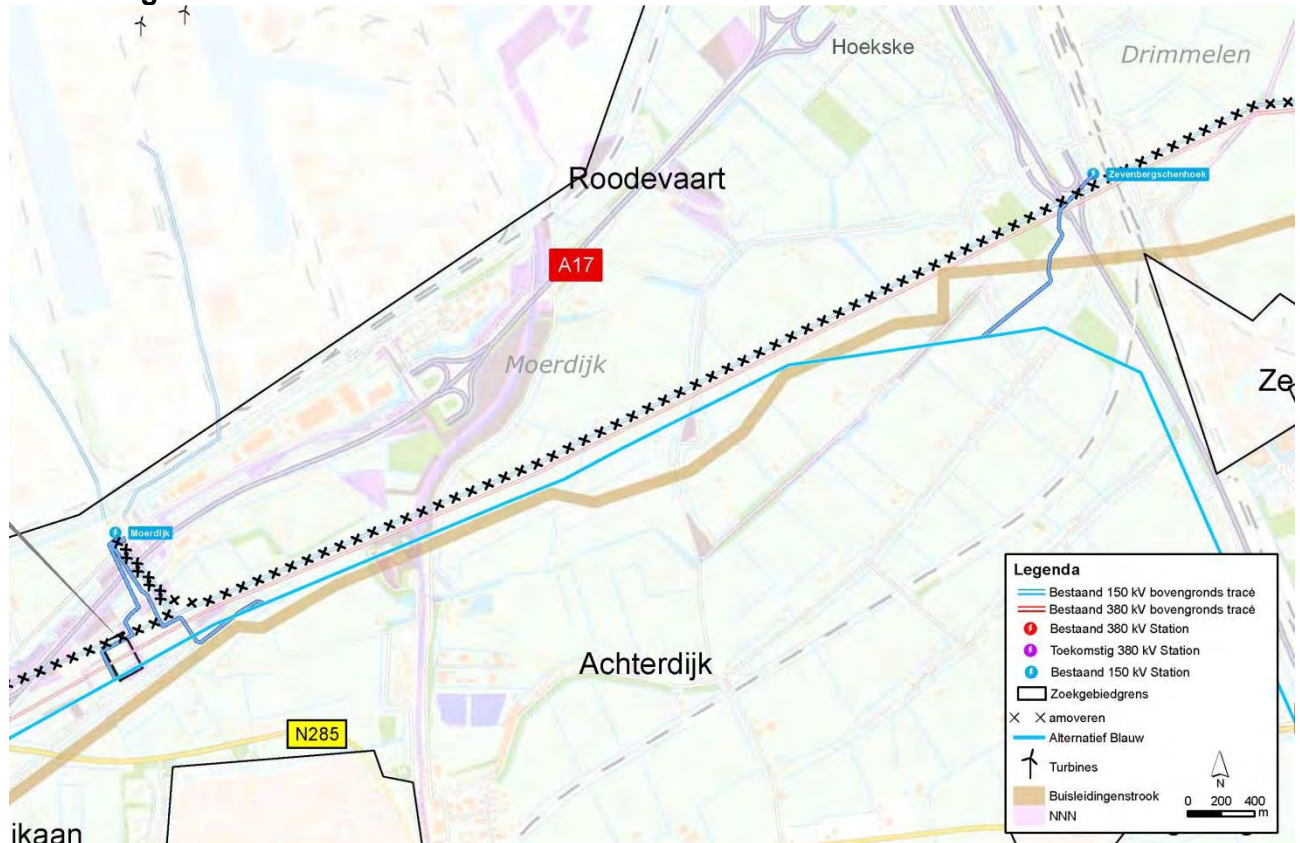 Hoekske
Drimmelen
Roodevaart
Zevenbergschenhoek
A17
Moerdijk
Ze
Moerdijk
Achterdijk
N285
ikaan
Legenda
Bestaand 150 kV bovengronds tracé
Bestaand 380 kV bovengronds tracé
Bestaand 380 kV Station
Toekomstig 380 kV Station
Bestaand 150 kV Station
Zoekgebiedgrens
amoveren
Alternatief Blauw
Turbines
Buisleidingenstrook
NNN
N
0 200 400
m